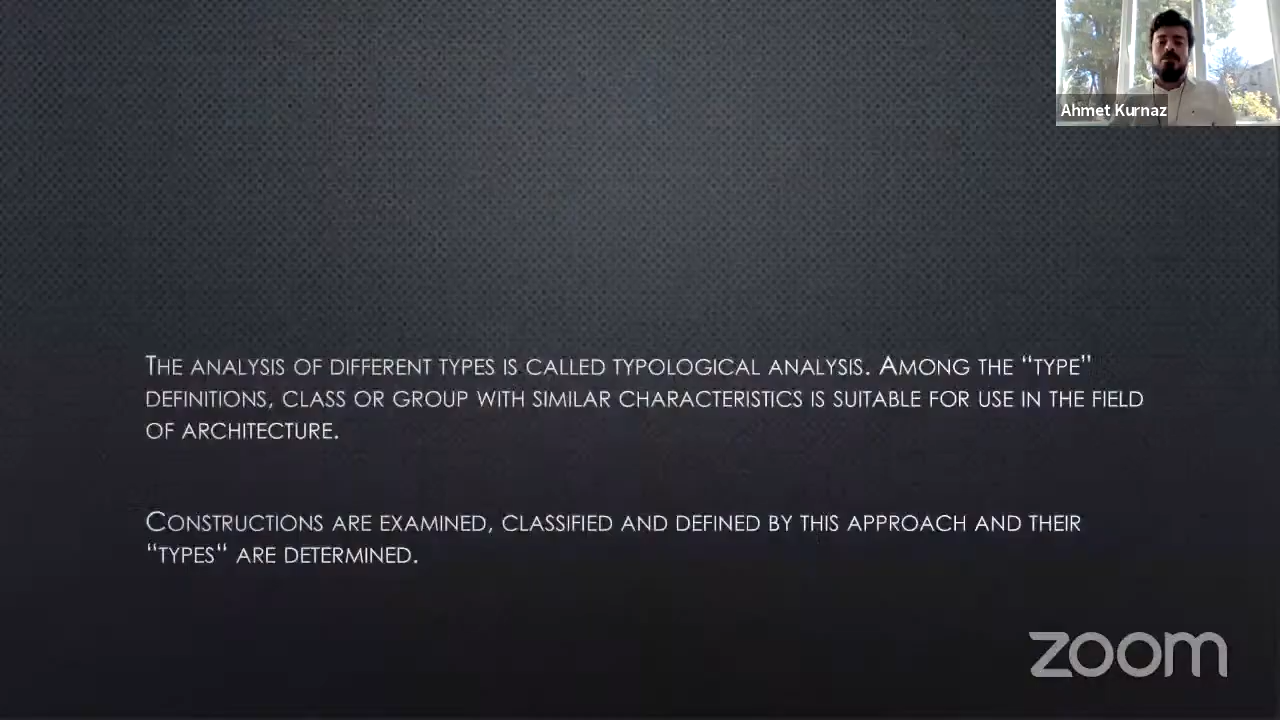 Ahmet Kurnaz
The analysis of different types is called typological analysis. Among the “type”
definitions, class or group with similar characteristics is suitable for use in the field
of architecture.
Constructions are examined, classified and defined by this approach and their
“types“ are determined.
zoom